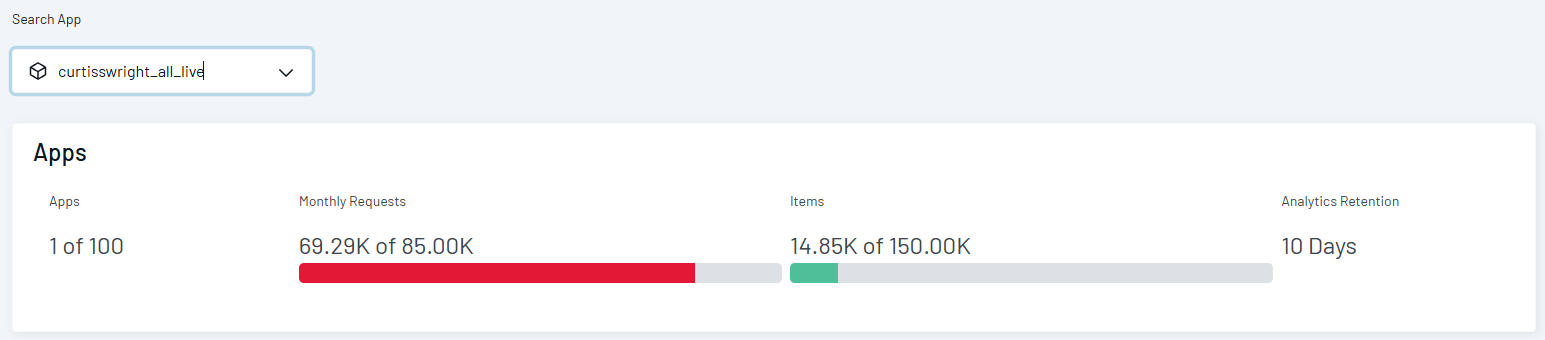 Search App
curtisswright_all_live
Apps
Apps
Monthly Requests
Items
Analytics Retention
1 of 100
69.29K of 85.00K
14.85K of 150.00K
10 Days